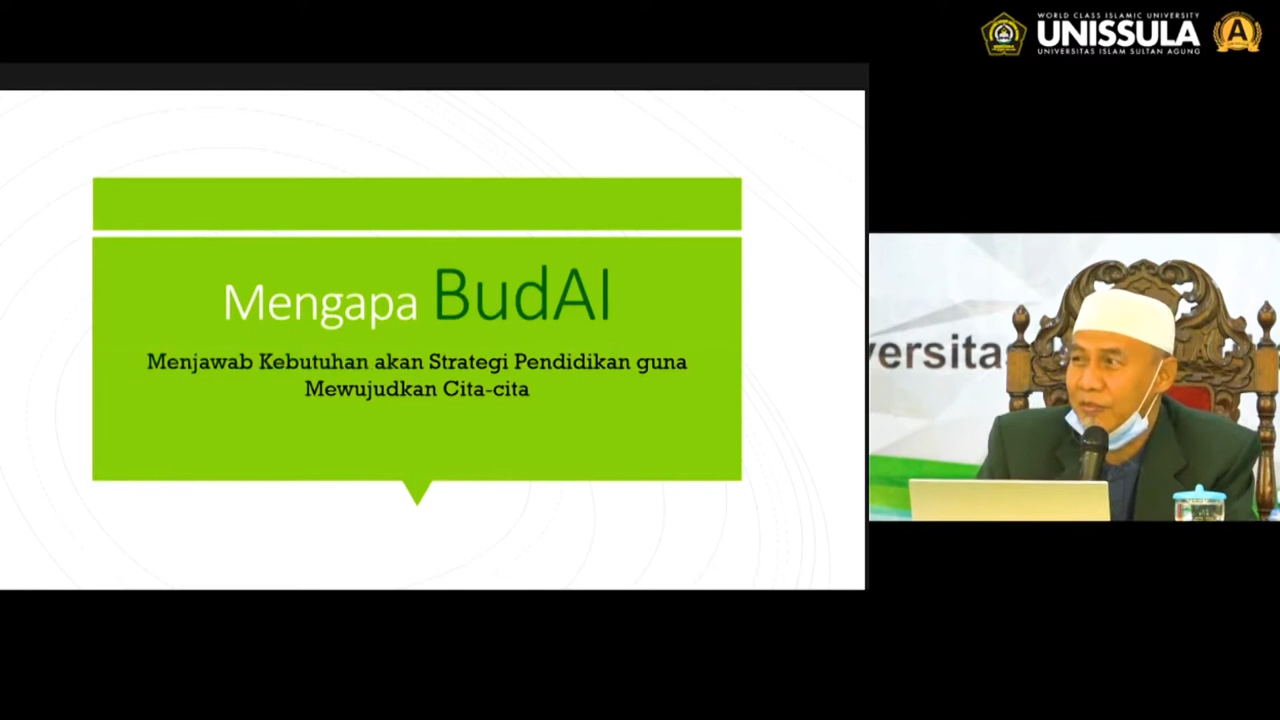 WORLD CLASS ISLAMIC UNIVERSITY
UNISSULA
UNIVERSITAS ISLAM SULTAN AGUNG
A
Mengapa BudAI
Menjawab Kebutuhan akan Strategi Pendidikan guna
Mewujudkan Cita-cita